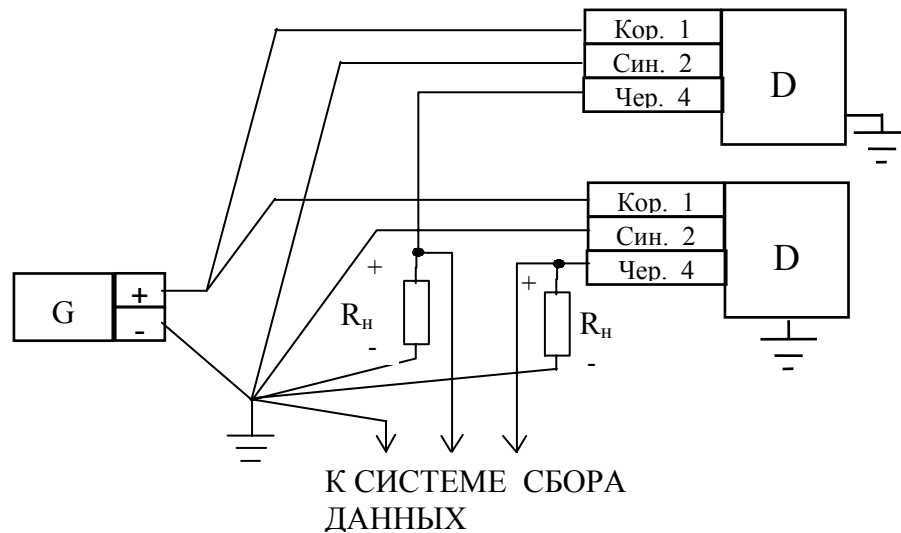 Кор. 1
Син. 2
Чер. 4
D
Кор. 1
Син. 2
Чер. 4
D
G
+
-
+
Rн
-
+
Rн
-
К СИСТЕМЕ СБОРА
ДАННЫХ